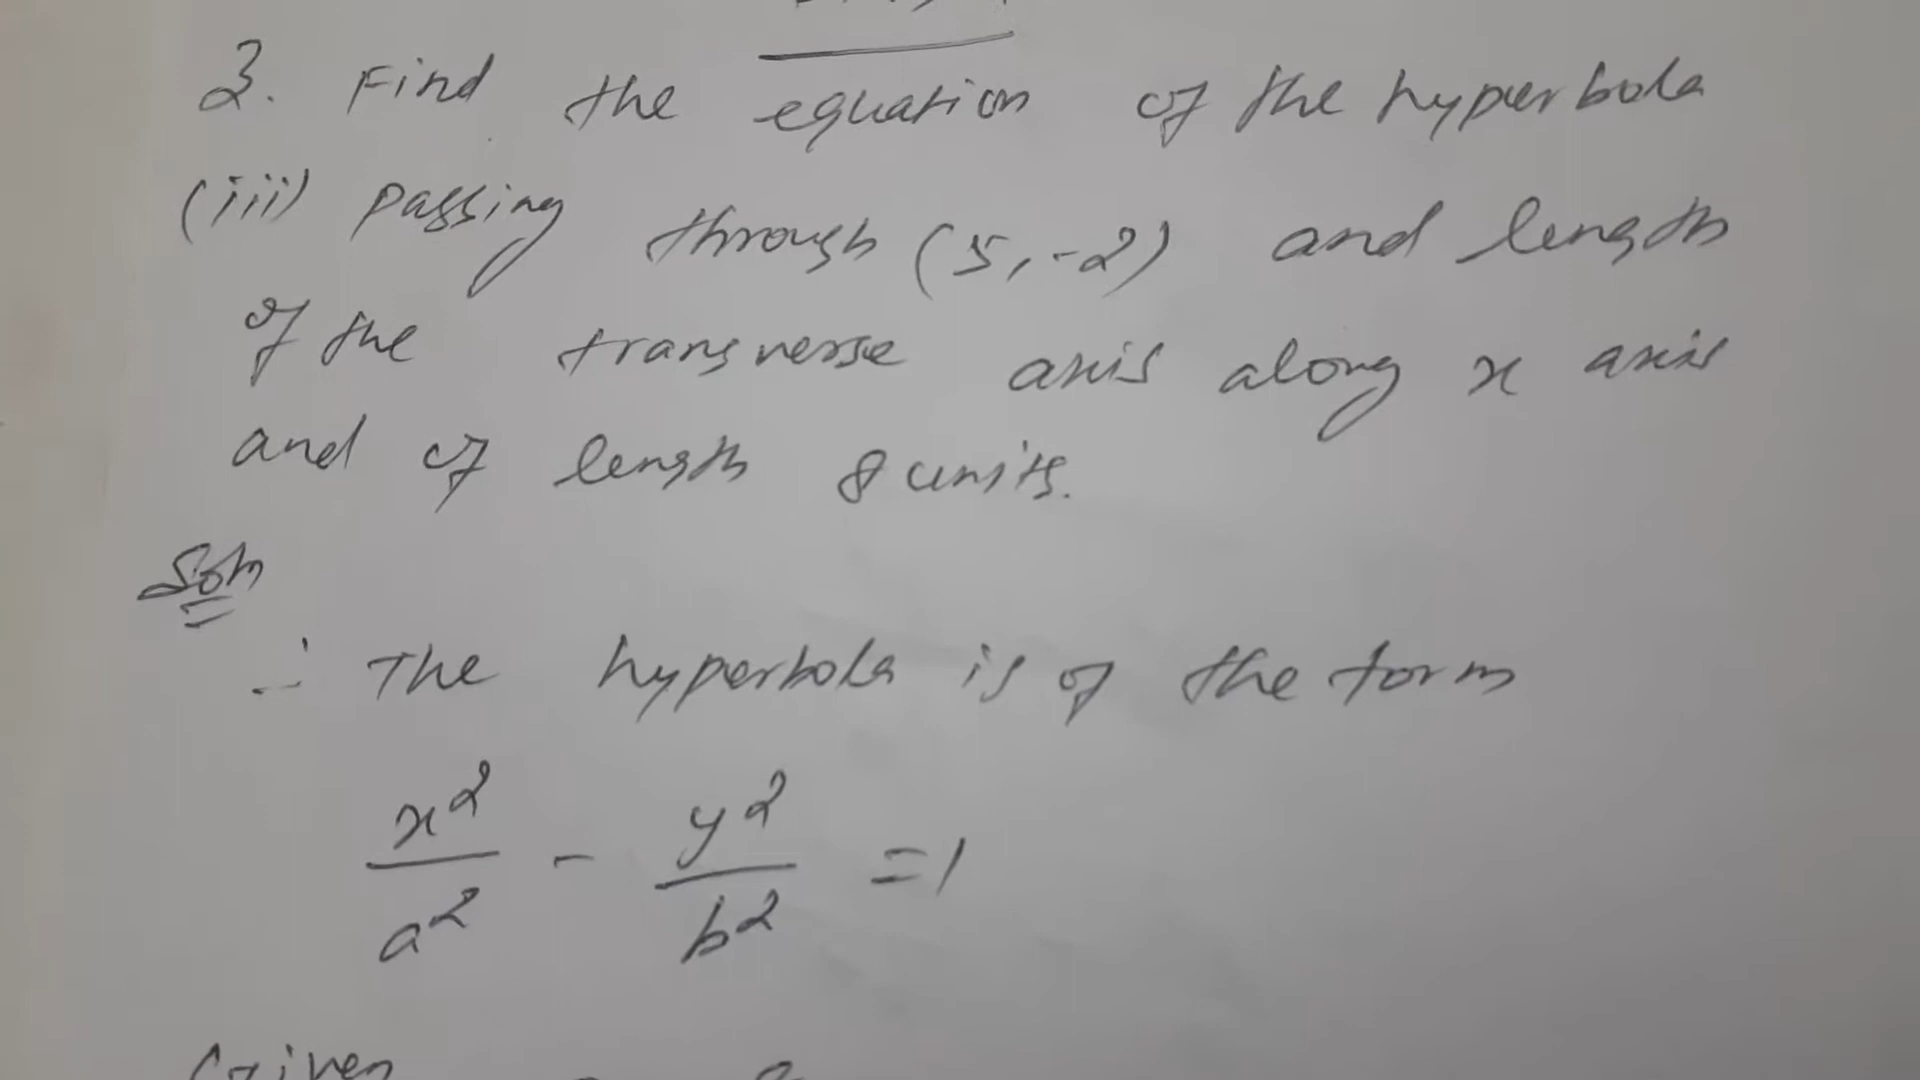 2. Find the equation of the hyperbola
(iii) passing through (5, -2) and length
of the transverse axis along x axis
and of length 8 units.
Soln
∴ The hyperbola is of the form
x²/a² - y²/b² = 1
Given